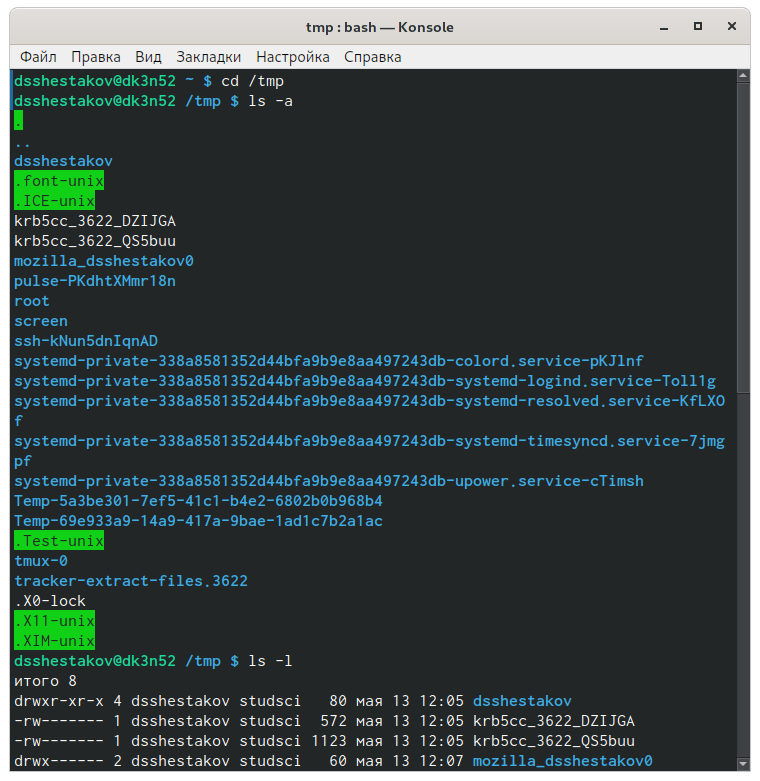 tmp : bash — Konsole
Файл Правка Вид Закладки Настройка Справка
dsshestakov@dk3n52 ~ $ cd /tmp
dsshestakov@dk3n52 /tmp $ ls -a
.
..
dsshestakov
.font-unix
.ICE-unix
krb5cc_3622_DZIJGA
krb5cc_3622_QS5buu
mozilla_dsshestakov0
pulse-PKdhtXMmr18n
root
screen
ssh-kNun5dnIqnAD
systemd-private-338a8581352d44bfa9b9e8aa497243db-colord.service-pKJlnf
systemd-private-338a8581352d44bfa9b9e8aa497243db-systemd-logind.service-Toll1g
systemd-private-338a8581352d44bfa9b9e8aa497243db-systemd-resolved.service-KfLXO
f
systemd-private-338a8581352d44bfa9b9e8aa497243db-systemd-timesyncd.service-7jmg
pf
systemd-private-338a8581352d44bfa9b9e8aa497243db-upower.service-cTimsh
Temp-5a3be301-7ef5-41c1-b4e2-6802b0b968b4
Temp-69e933a9-14a9-417a-9bae-1ad1c7b2a1ac
.Test-unix
tmux-0
tracker-extract-files.3622
.X0-lock
.X11-unix
.XIM-unix
dsshestakov@dk3n52 /tmp $ ls -l
итого 8
drwxr-xr-x 4 dsshestakov studsci 80 мая 13 12:05 dsshestakov
-rw------- 1 dsshestakov studsci 572 мая 13 12:05 krb5cc_3622_DZIJGA
-rw------- 1 dsshestakov studsci 1123 мая 13 12:05 krb5cc_3622_QS5buu
drwx------ 2 dsshestakov studsci 60 мая 13 12:07 mozilla_dsshestakov0